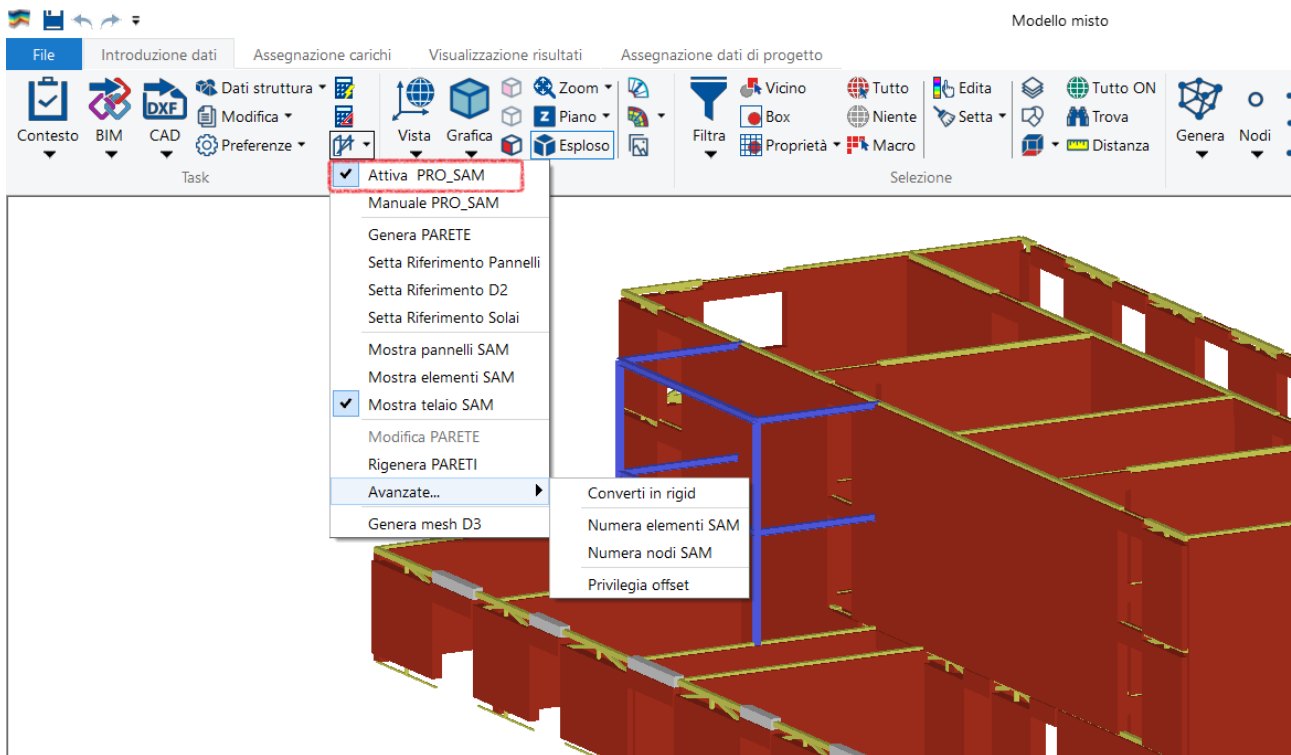 Modello misto
File Introduzione dati Assegnazione carichi Visualizzazione risultati Assegnazione dati di progetto
Contesto
BIM
DXF
CAD
Dati struttura
Modifica
Preferenze
Task
Vista
Grafica
Zoom
Z Piano
Esploso
Filtra
Vicino
Box
Proprietà
Tutto
Niente
Macro
Edita
Setta
Tutto ON
Trova
Distanza
Selezione
Genera
Nodi
Attiva PRO_SAM
Manuale PRO_SAM
Genera PARETE
Setta Riferimento Pannelli
Setta Riferimento D2
Setta Riferimento Solai
Mostra pannelli SAM
Mostra elementi SAM
Mostra telaio SAM
Modifica PARETE
Rigenera PARETI
Avanzate...
Genera mesh D3
Converti in rigid
Numera elementi SAM
Numera nodi SAM
Privilegia offset